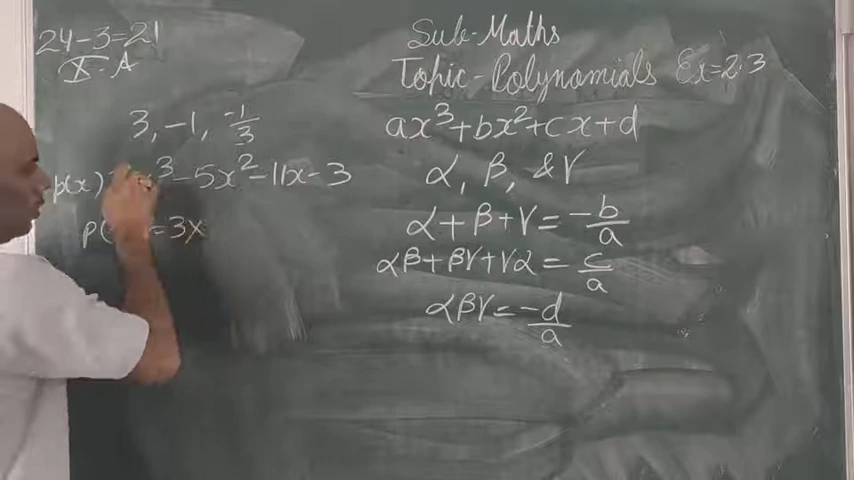 24-3=21
X-A
Sub-Maths
Topic-Polynomials Ex=2.3
3, -1, -1/3
p(x) x³-5x²-11x-3
p( =3x
ax³+bx²+cx+d
α, β, & γ
α+β+γ= -b/a
αβ+βγ+γα = c/a
αβγ= -d/a